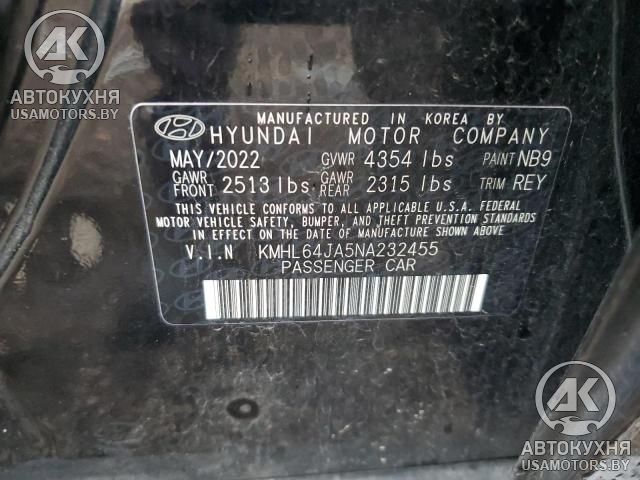 АВТОКУХНЯ
USAMOTORS.BY
MANUFACTURED IN KOREA BY
HYUNDAI MOTOR COMPANY
MAY/2022 GVWR 4354 lbs PAINT NB9
GAWR FRONT 2513 lbs GAWR REAR 2315 lbs TRIM REY
THIS VEHICLE CONFORMS TO ALL APPLICABLE U.S.A. FEDERAL
MOTOR VEHICLE SAFETY, BUMPER, AND THEFT PREVENTION STANDARDS
IN EFFECT ON THE DATE OF MANUFACTURE SHOWN ABOVE.
V.I.N KMHL64JA5NA232455
PASSENGER CAR
АК
АВТОКУХНЯ
USAMOTORS.BY